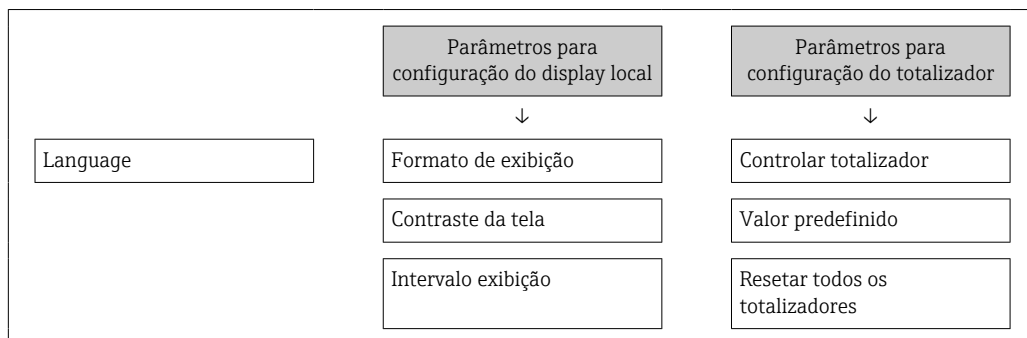 Parâmetros para
configuração do display local
Parâmetros para
configuração do totalizador
↓
↓
Language
Formato de exibição
Controlar totalizador
Contraste da tela
Valor predefinido
Intervalo exibição
Resetar todos os
totalizadores